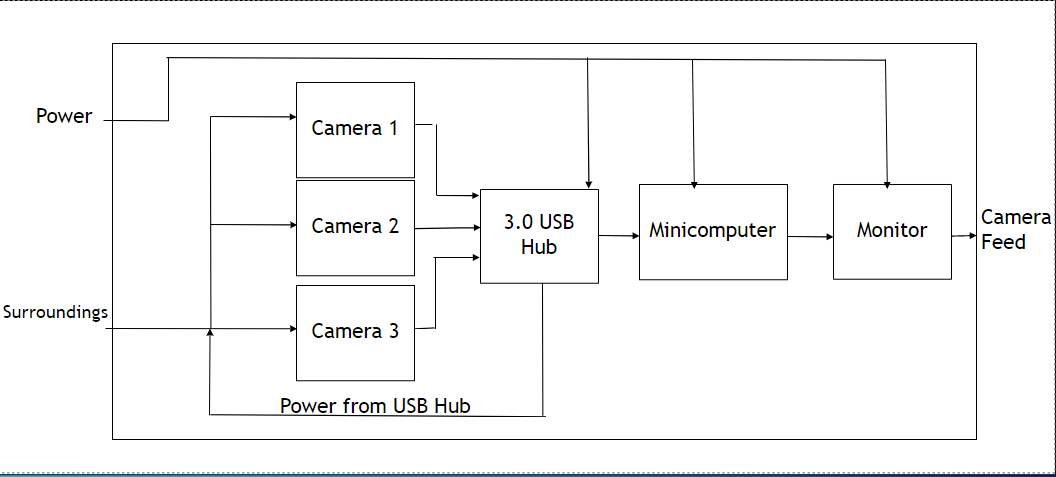 Power
Camera 1
Camera 2
3.0 USB
Hub
Minicomputer
Monitor
Camera
Feed
Surroundings
Camera 3
Power from USB Hub